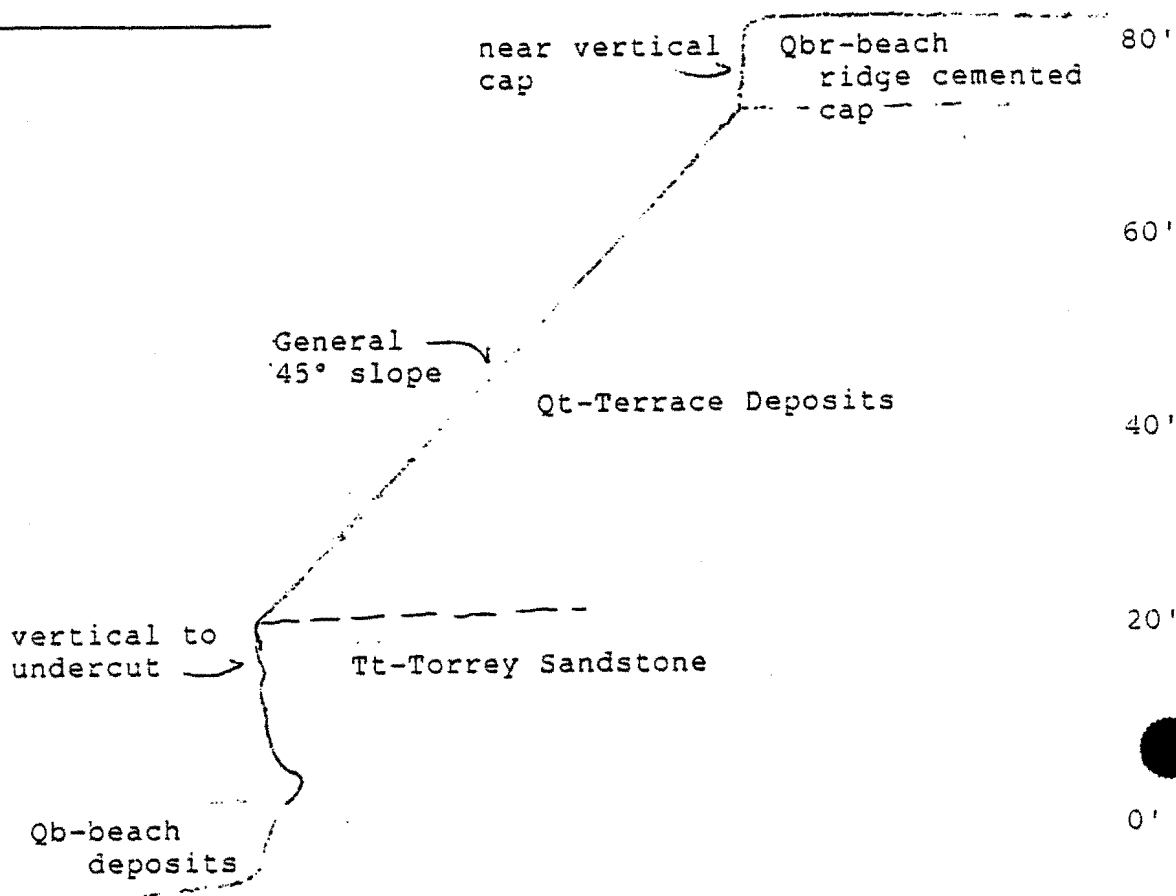 near vertical
cap
Qbr-beach
ridge cemented
cap
80'
60'
General
45° slope
Qt-Terrace Deposits
40'
20'
vertical to
undercut
Tt-Torrey Sandstone
0'
Qb-beach
deposits